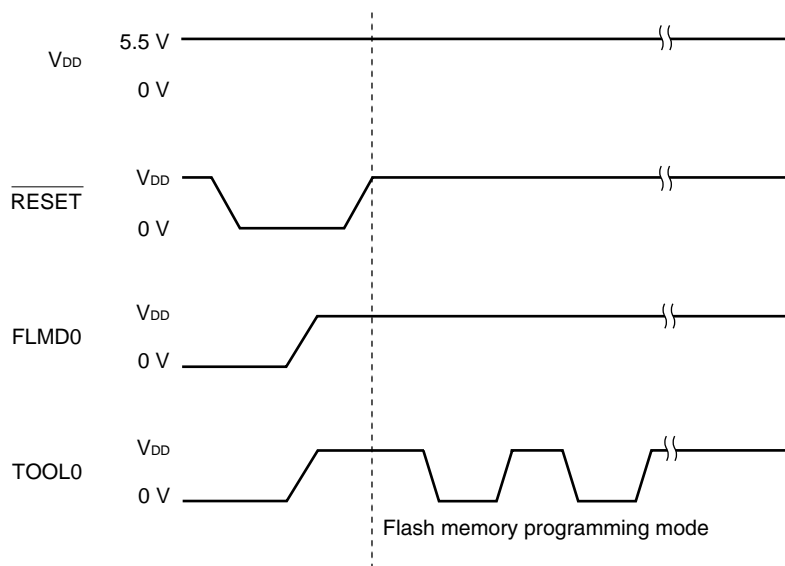 VDD
5.5 V
0 V
RESET
VDD
0 V
FLMD0
VDD
0 V
TOOL0
VDD
0 V
Flash memory programming mode